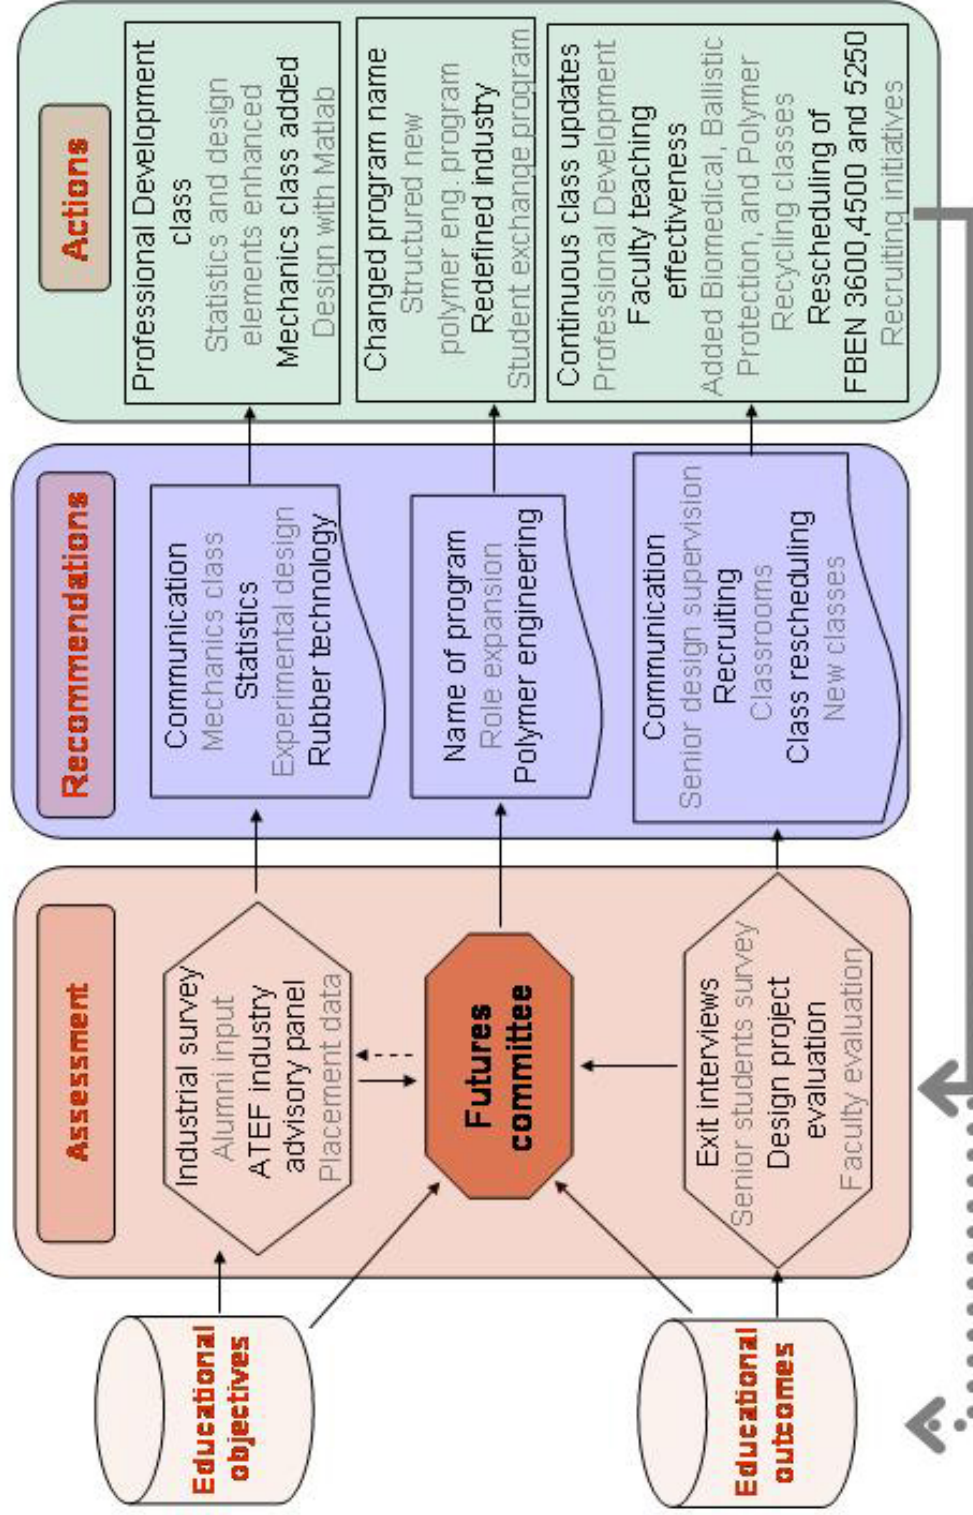 Educational
objectives
Educational
outcomes
Assessment
Industrial survey
Alumni input
ATEF industry
advisory panel
Placement data
Futures
committee
Exit interviews
Senior students survey
Design project
evaluation
Faculty evaluation
Recommendations
Communication
Mechanics class
Statistics
Experimental design
Rubber technology
Name of program
Role expansion
Polymer engineering
Communication
Senior design supervision
Recruiting
Classrooms
Class rescheduling
New classes
Actions
Professional Development
class
Statistics and design
elements enhanced
Mechanics class added
Design with Matlab
Changed program name
Structured new
polymer eng. program
Redefined industry
Student exchange program
Continuous class updates
Professional Development
Faculty teaching
effectiveness
Added Biomedical, Ballistic
Protection, and Polymer
Recycling classes
Rescheduling of
FBEN 3600,4500 and 5250
Recruiting initiatives